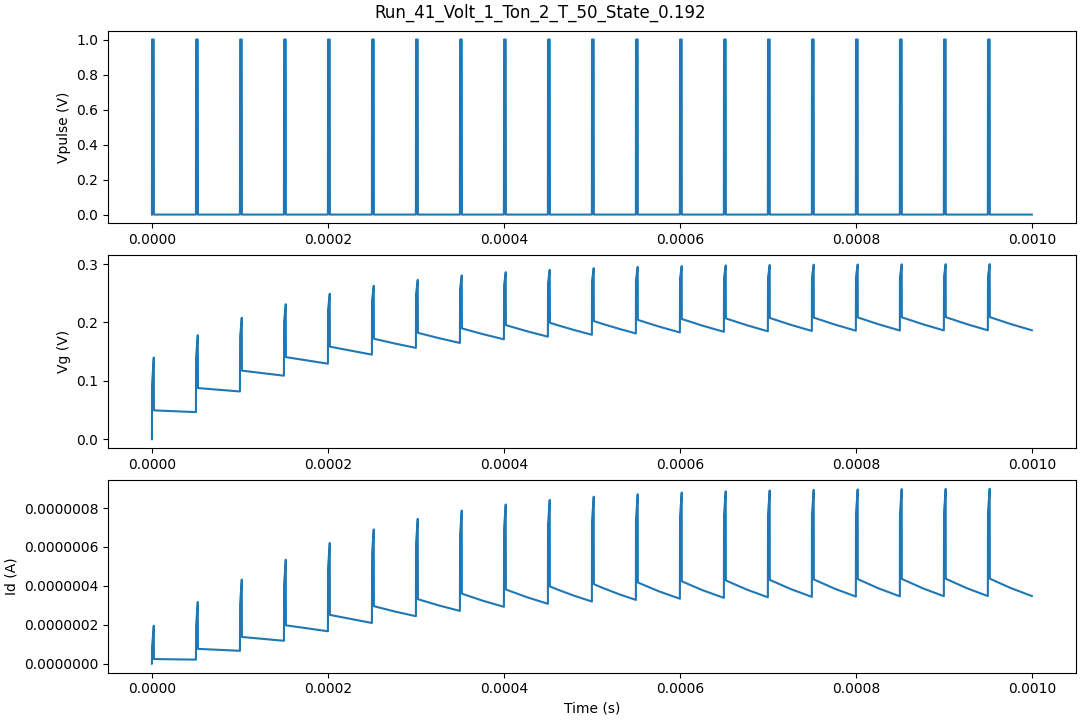 Run_41_Volt_1_Ton_2_T_50_State_0.192
Vpulse (V)
1.0
0.8
0.6
0.4
0.2
0.0
0.0000 0.0002 0.0004 0.0006 0.0008 0.0010
Vg (V)
0.3
0.2
0.1
0.0
0.0000 0.0002 0.0004 0.0006 0.0008 0.0010
Id (A)
0.0000008
0.0000006
0.0000004
0.0000002
0.0000000
0.0000 0.0002 0.0004 0.0006 0.0008 0.0010
Time (s)